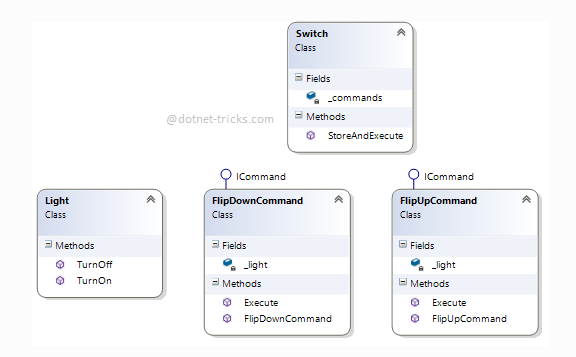 Switch
Class
Fields
_commands
Methods
StoreAndExecute
@dotnet-tricks.com
ICommand
ICommand
Light
Class
Methods
TurnOff
TurnOn
FlipDownCommand
Class
Fields
_light
Methods
Execute
FlipDownCommand
FlipUpCommand
Class
Fields
_light
Methods
Execute
FlipUpCommand